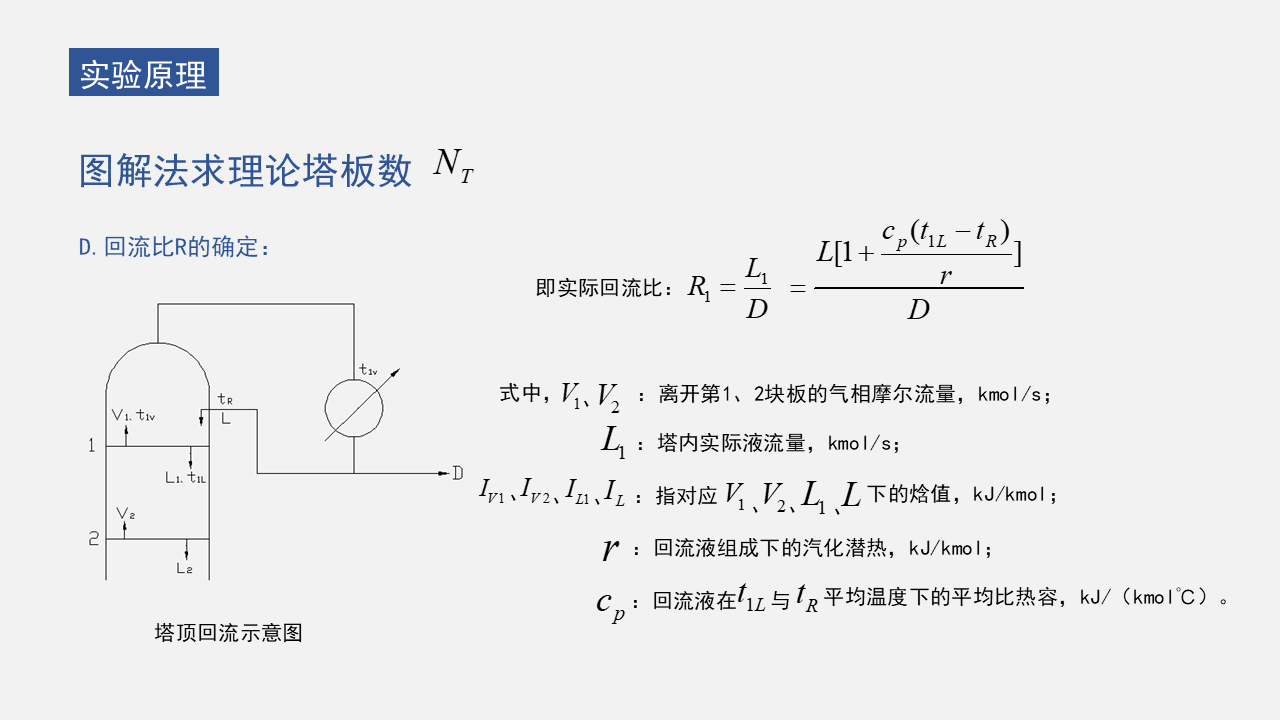 实验原理
图解法求理论塔板数 N_T
D.回流比R的确定：
即实际回流比：R_1 = L_1/D = L[1+c_p(t_{1L}-t_R)/r]/D
t_{1v}
t_R
L
V_1. t_{1v}
1
L_1. t_{1L}
D
V_2
2
L_2
塔顶回流示意图
式中，V_1、V_2 ：离开第1、2块板的气相摩尔流量，kmol/s；
L_1：塔内实际液流量，kmol/s；
I_{V1}、I_{V2}、I_{L1}、I_L：指对应 V_1、V_2、L_1、L 下的焓值，kJ/kmol；
r ：回流液组成下的汽化潜热，kJ/kmol；
c_p：回流液在 t_{1L} 与 t_R 平均温度下的平均比热容，kJ/（kmol℃）。